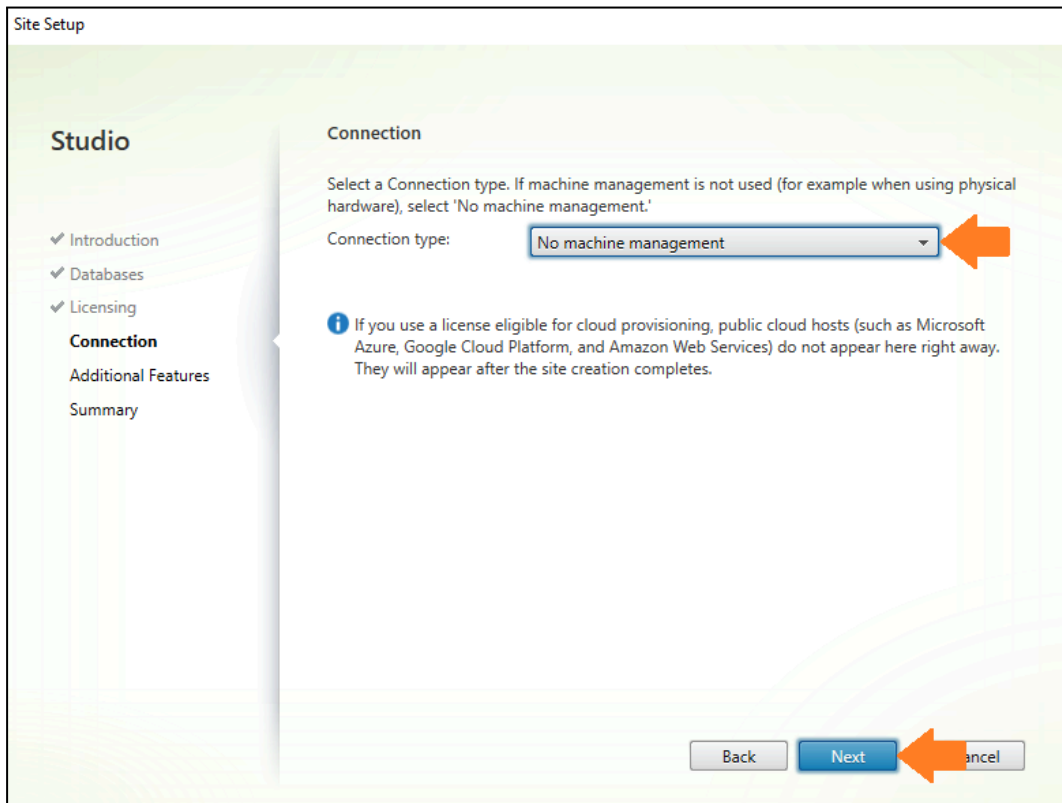 Site Setup
Studio
Introduction
Databases
Licensing
Connection
Additional Features
Summary
Connection
Select a Connection type. If machine management is not used (for example when using physical
hardware), select 'No machine management.'
Connection type:
No machine management
If you use a license eligible for cloud provisioning, public cloud hosts (such as Microsoft
Azure, Google Cloud Platform, and Amazon Web Services) do not appear here right away.
They will appear after the site creation completes.
Back
Next
ancel